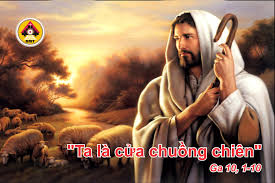 "Ta là cửa chuồng chiên"
Ga 10, 1-10